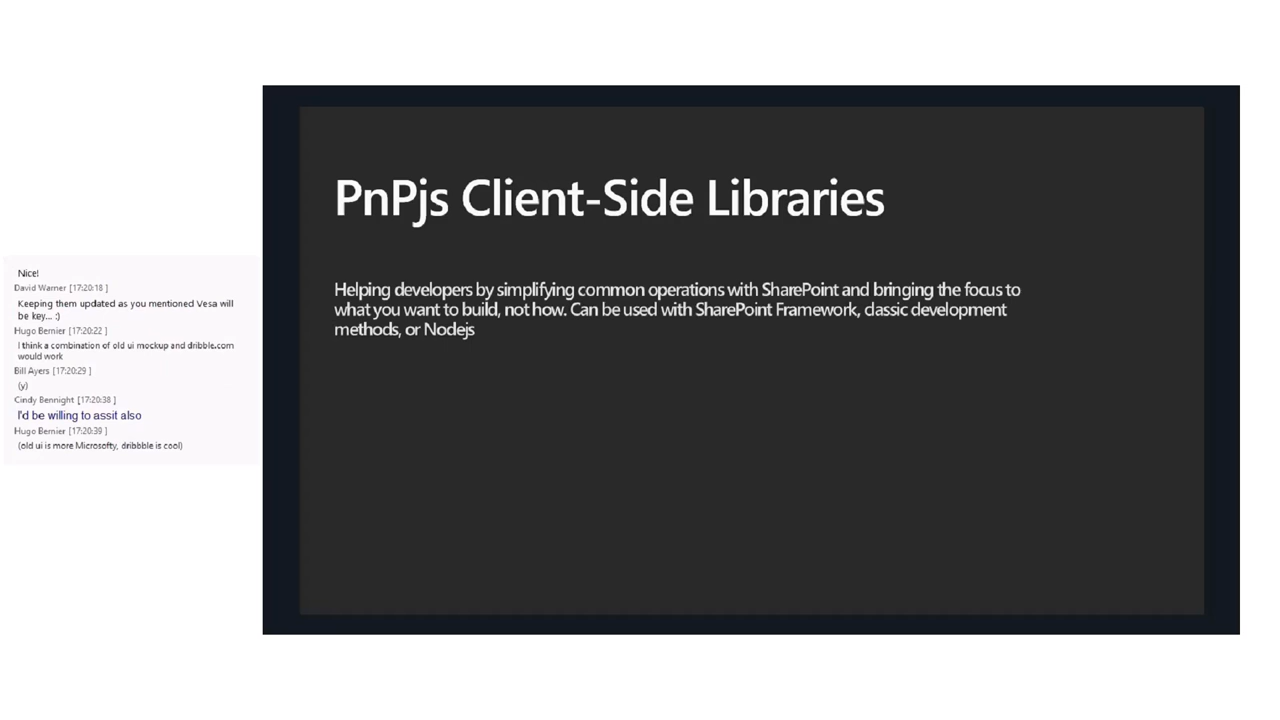 Nice!
David Warner [17:20:18 ]
Keeping them updated as you mentioned Vesa will
be key... :)
Hugo Bernier [17:20:22 ]
I think a combination of old ui mockup and dribble.com
would work
Bill Ayers [17:20:29 ]
(y)
Cindy Bennight [17:20:38 ]
I'd be willing to assit also
Hugo Bernier [17:20:39 ]
(old ui is more Microsofty, dribbble is cool)
PnPjs Client-Side Libraries
Helping developers by simplifying common operations with SharePoint and bringing the focus to
what you want to build, not how. Can be used with SharePoint Framework, classic development
methods, or Nodejs